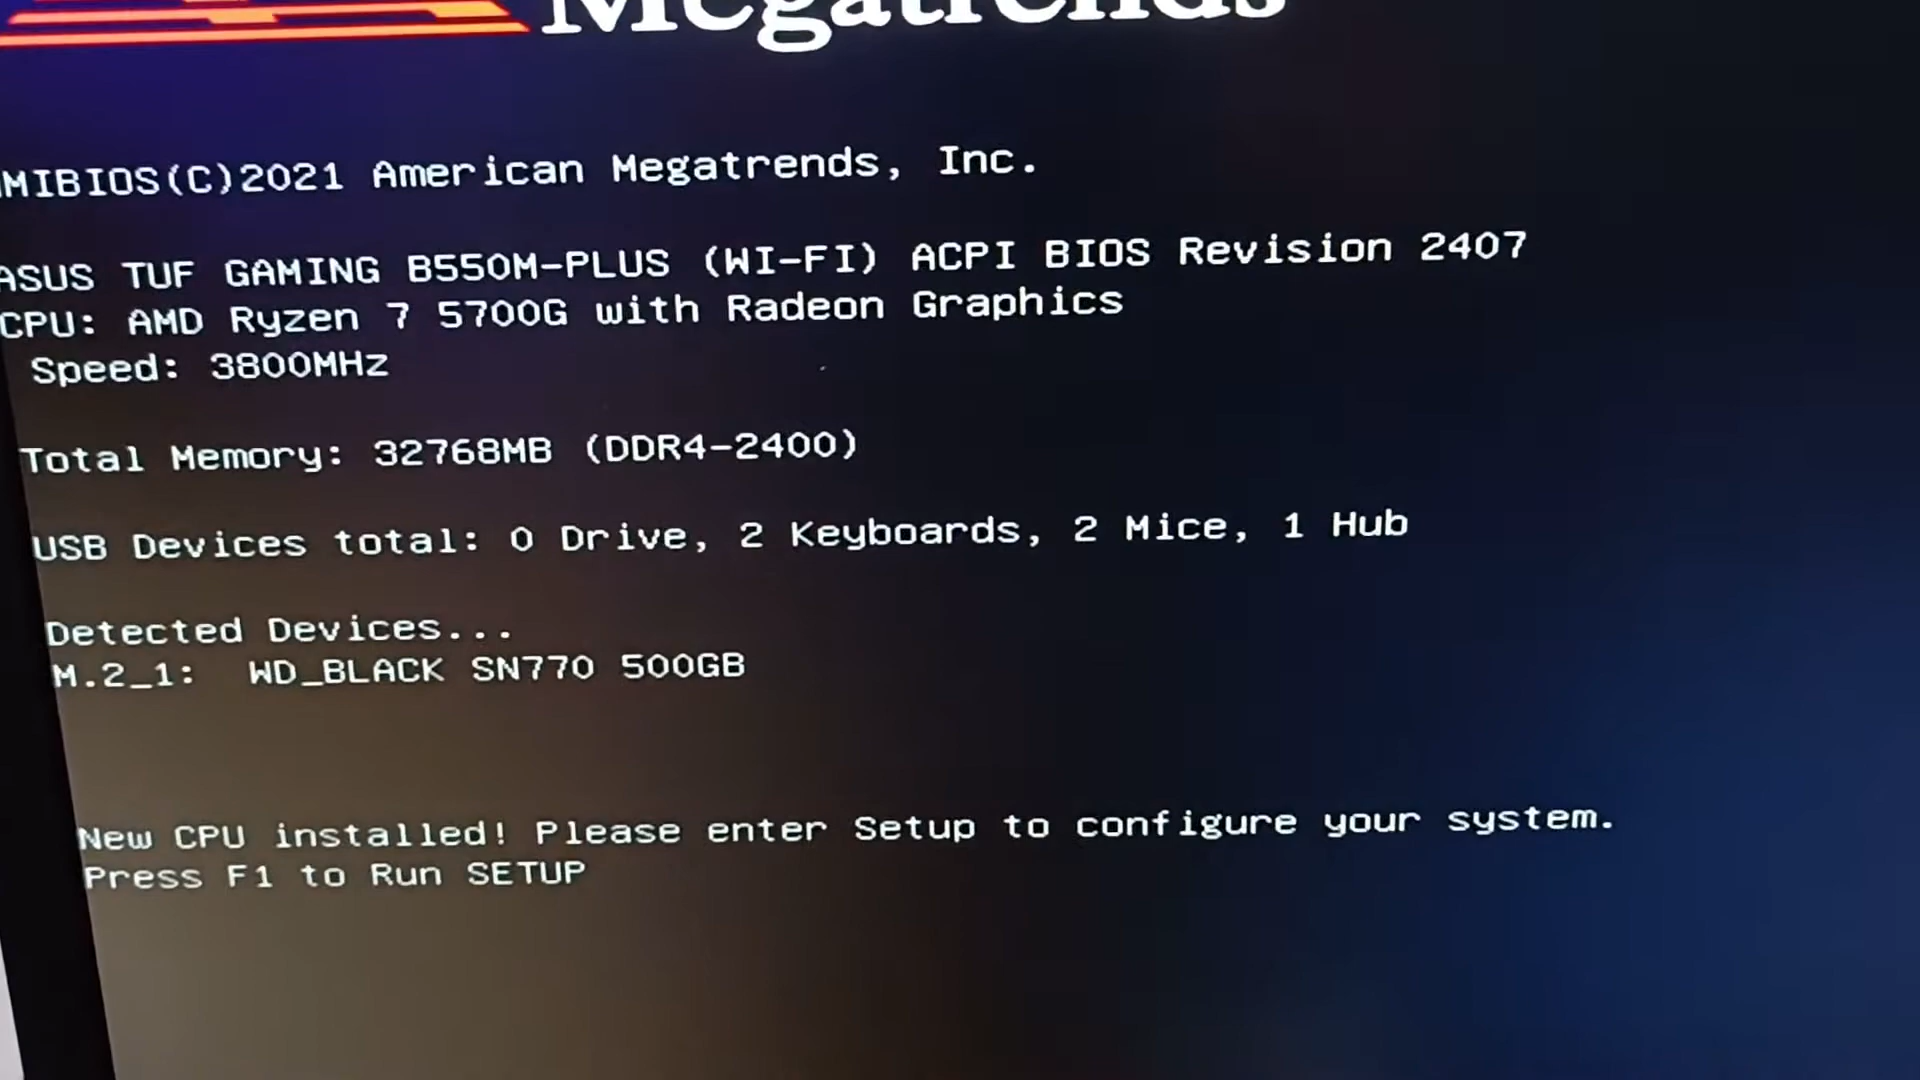 Megatrends
MIBIOS(C)2021 American Megatrends, Inc.
ASUS TUF GAMING B550M-PLUS (WI-FI) ACPI BIOS Revision 2407
CPU: AMD Ryzen 7 5700G with Radeon Graphics
Speed: 3800MHz
Total Memory: 32768MB (DDR4-2400)
USB Devices total: 0 Drive, 2 Keyboards, 2 Mice, 1 Hub
Detected Devices...
M.2_1: WD_BLACK SN770 500GB
New CPU installed! Please enter Setup to configure your system.
Press F1 to Run SETUP